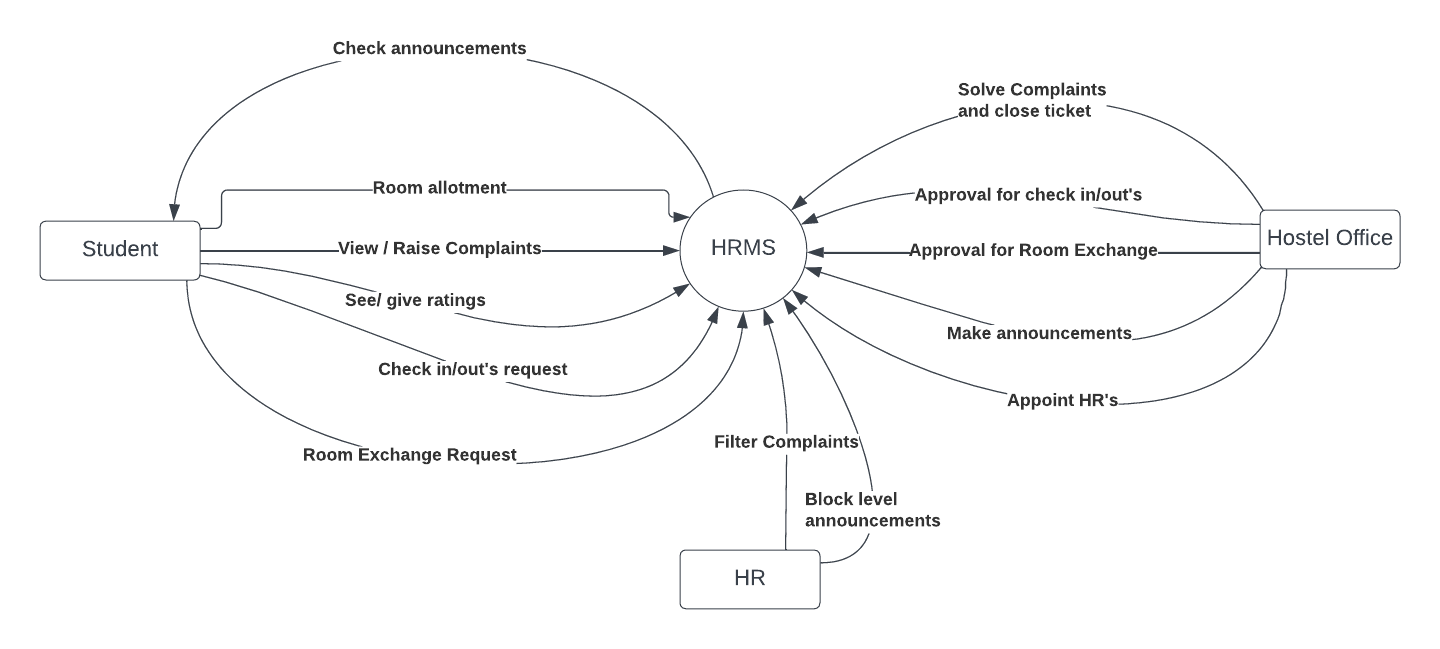 Check announcements
Solve Complaints
and close ticket
Room allotment
Approval for check in/out's
Student
View / Raise Complaints
HRMS
Approval for Room Exchange
Hostel Office
See/ give ratings
Make announcements
Check in/out's request
Appoint HR's
Filter Complaints
Room Exchange Request
Block level
announcements
HR